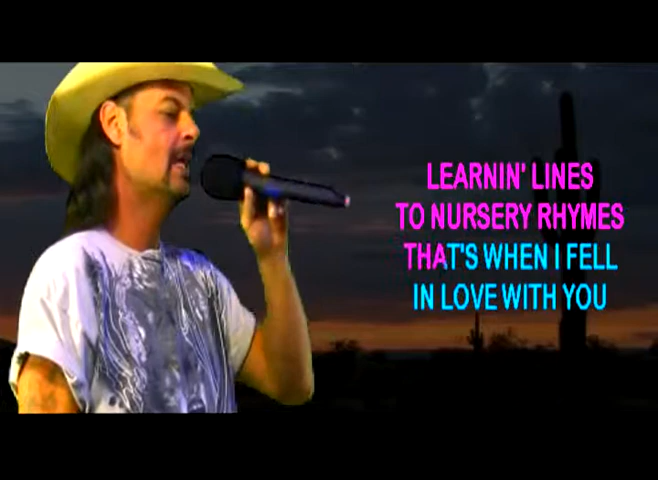 LEARNIN' LINES
TO NURSERY RHYMES
THAT'S WHEN I FELL
IN LOVE WITH YOU